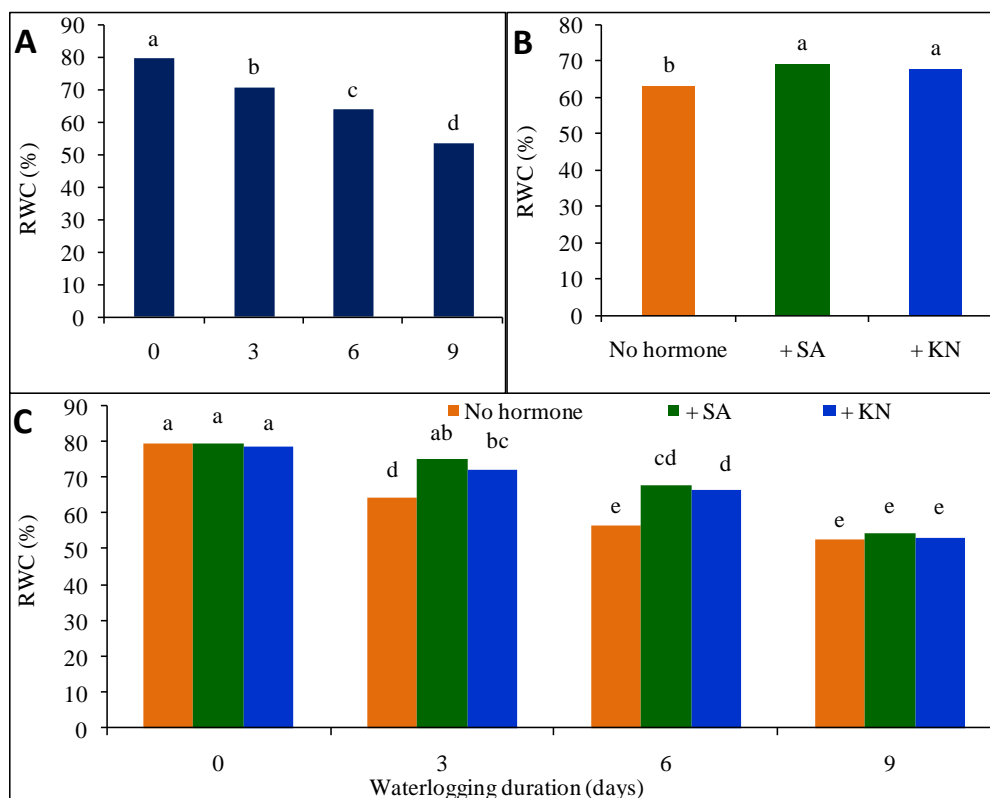 A
RWC (%)
90
80
70
60
50
40
30
20
10
0
a
b
c
d
0 3 6 9
B
RWC (%)
80
70
60
50
40
30
20
10
0
b
a
a
No hormone + SA + KN
C
RWC (%)
90
80
70
60
50
40
30
20
10
0
No hormone + SA + KN
a a a
d ab bc
e cd d
e e e
0 3 6 9
Waterlogging duration (days)